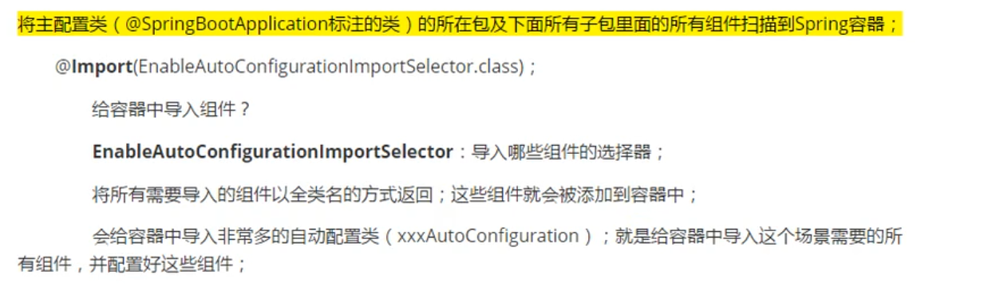 将主配置类（@SpringBootApplication标注的类）的所在包及下面所有子包里面的所有组件扫描到Spring容器；
@Import(EnableAutoConfigurationImportSelector.class)；
给容器中导入组件？
EnableAutoConfigurationImportSelector：导入哪些组件的选择器；
将所有需要导入的组件以全类名的方式返回；这些组件就会被添加到容器中；
会给容器中导入非常多的自动配置类（xxxAutoConfiguration）；就是给容器中导入这个场景需要的所
有组件，并配置好这些组件；